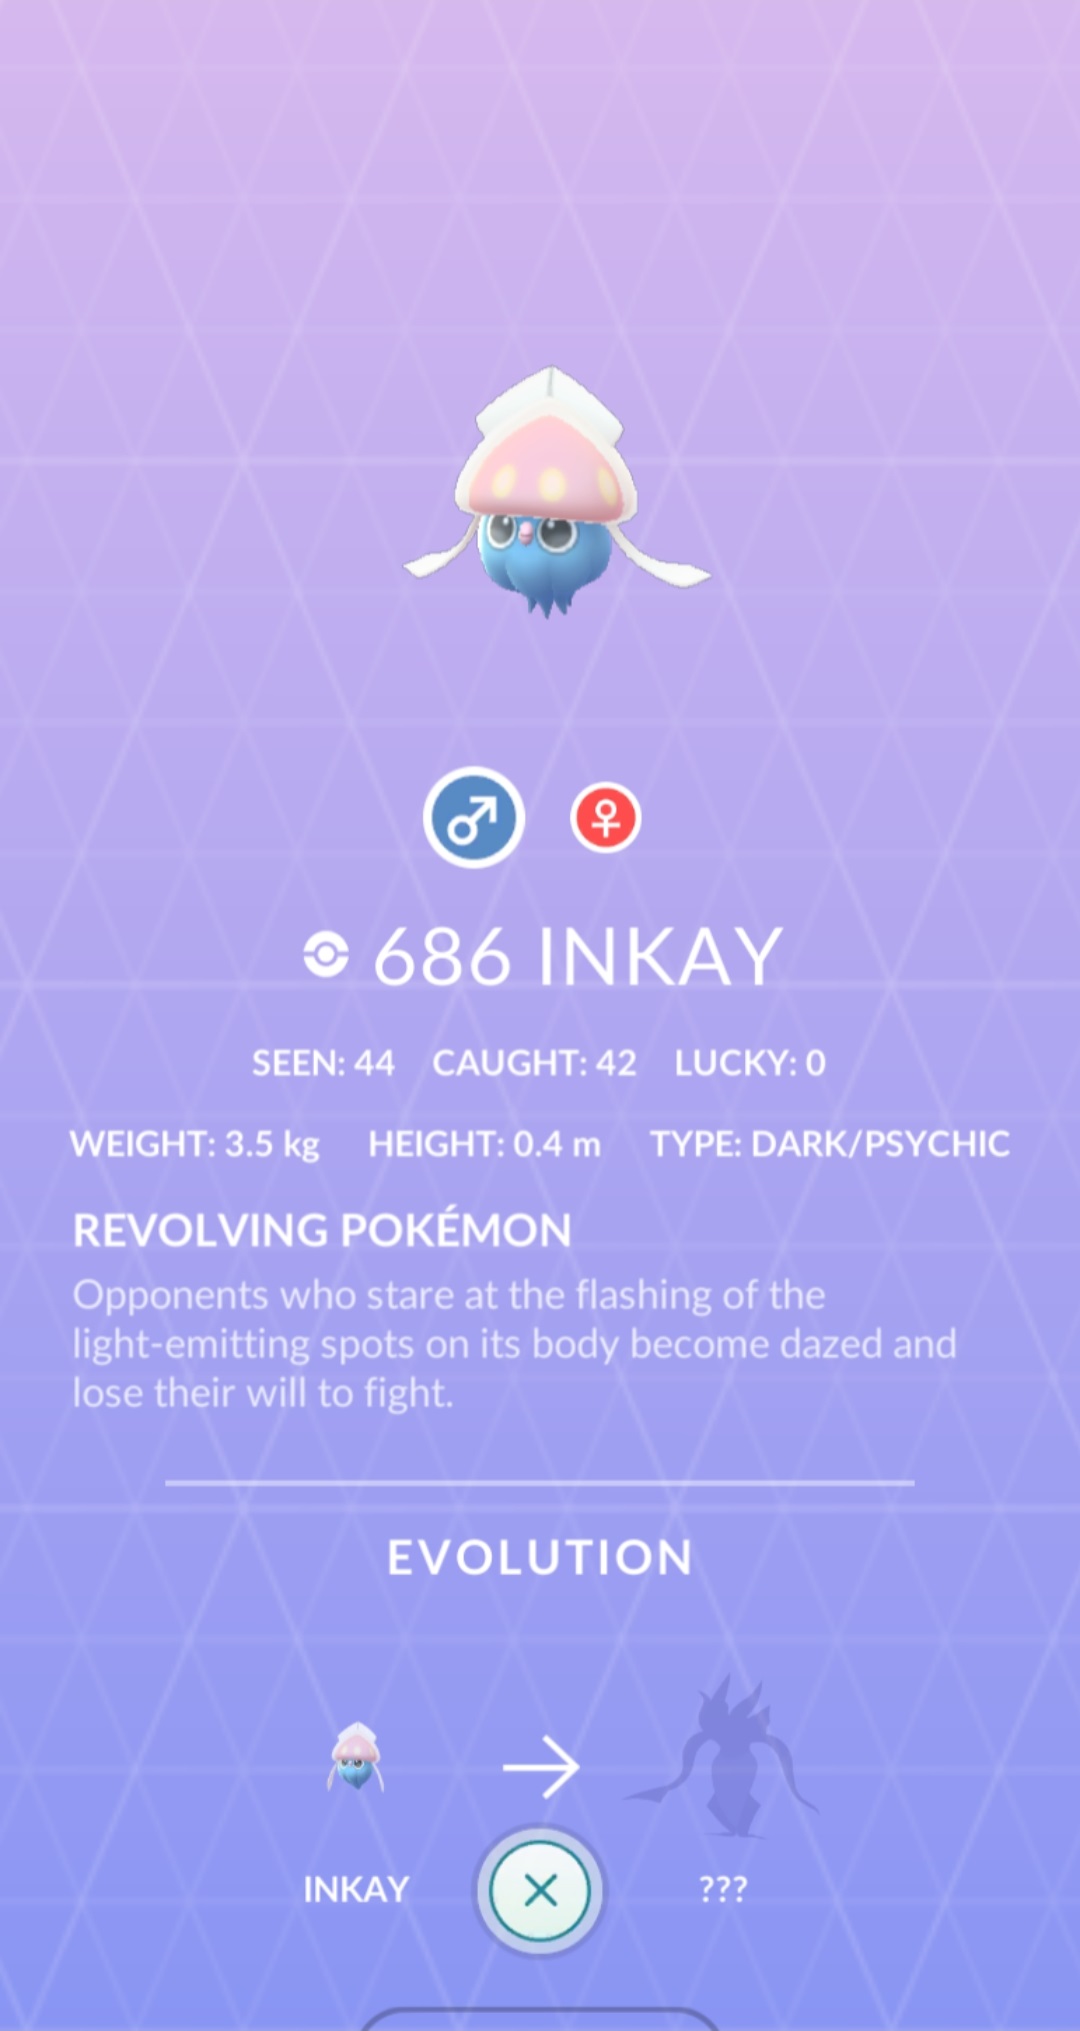 686 INKAY
SEEN: 44 CAUGHT: 42 LUCKY: 0
WEIGHT: 3.5 kg HEIGHT: 0.4 m TYPE: DARK/PSYCHIC
REVOLVING POKÉMON
Opponents who stare at the flashing of the
light-emitting spots on its body become dazed and
lose their will to fight.
EVOLUTION
INKAY ???